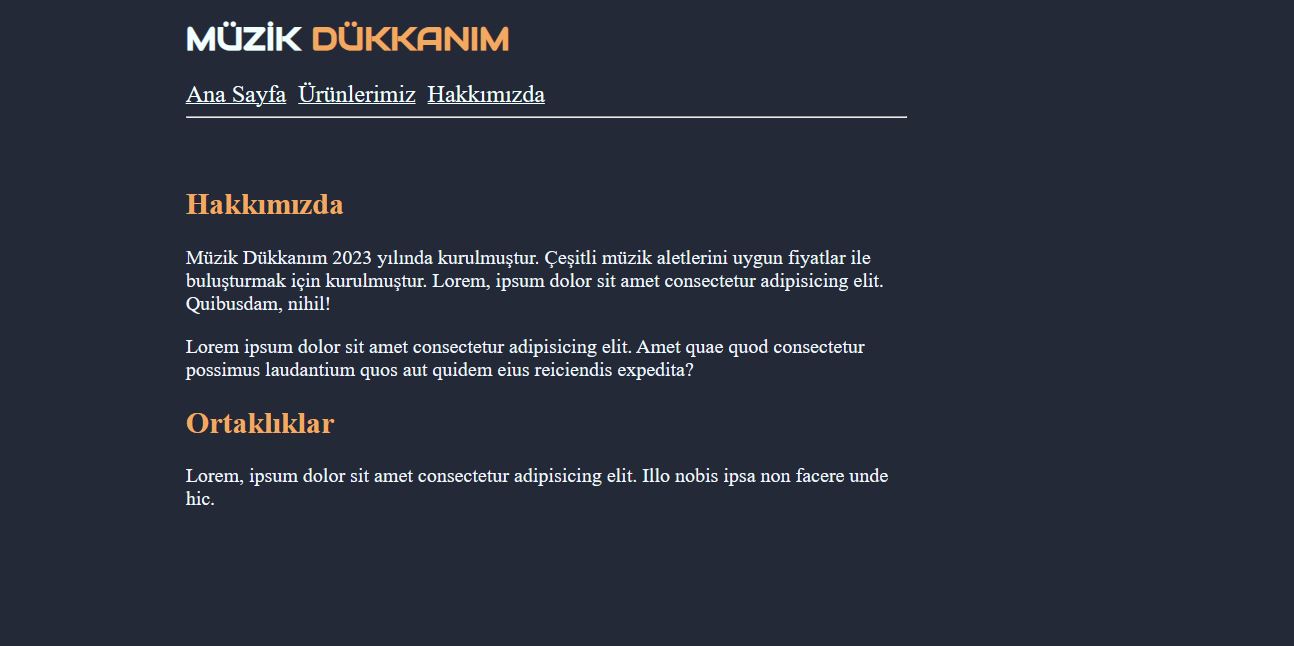 MÜZİK DÜKKANIM
Ana Sayfa Ürünlerimiz Hakkımızda
Hakkımızda
Müzik Dükkanım 2023 yılında kurulmuştur. Çeşitli müzik aletlerini uygun fiyatlar ile
buluşturmak için kurulmuştur. Lorem, ipsum dolor sit amet consectetur adipisicing elit.
Quibusdam, nihil!
Lorem ipsum dolor sit amet consectetur adipisicing elit. Amet quae quod consectetur
possimus laudantium quos aut quidem eius reiciendis expedita?
Ortaklıklar
Lorem, ipsum dolor sit amet consectetur adipisicing elit. Illo nobis ipsa non facere unde
hic.